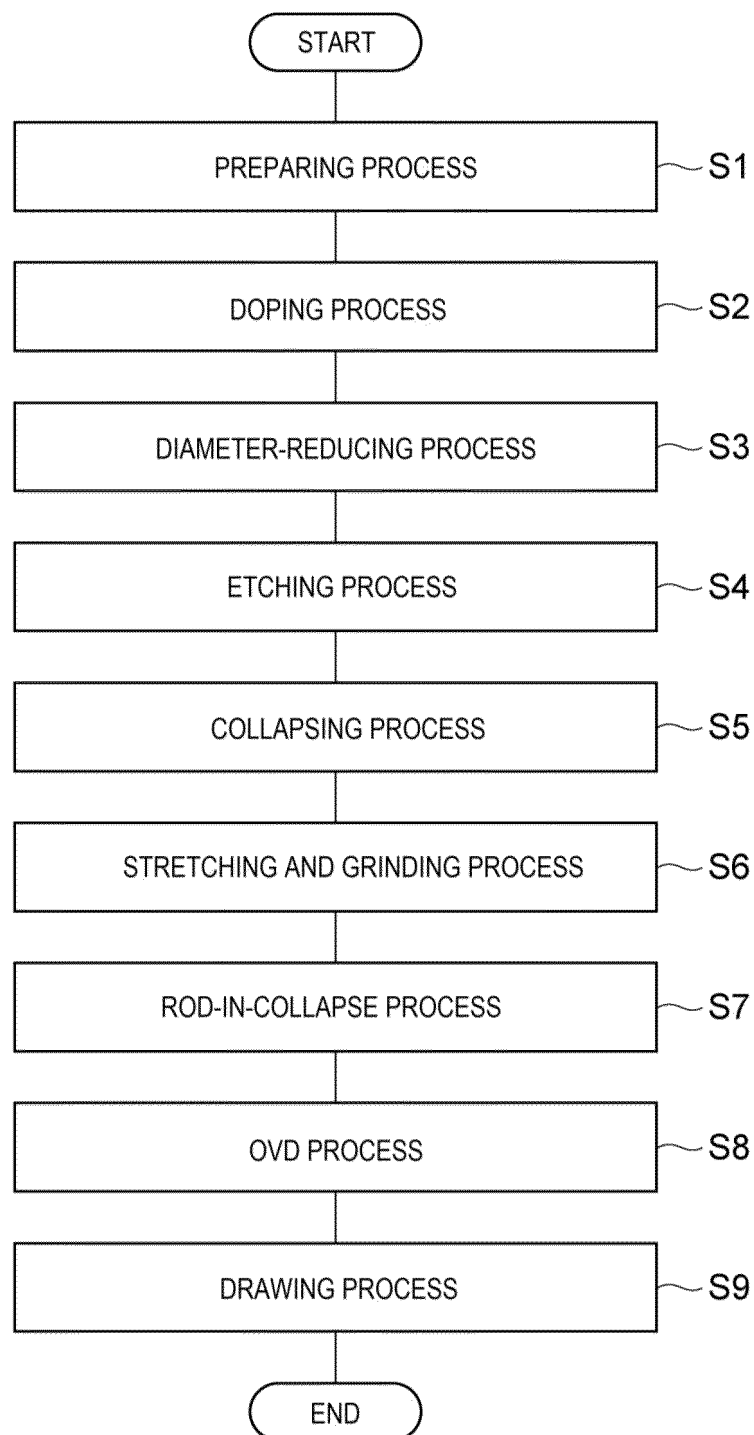 START
PREPARING PROCESS S1
DOPING PROCESS S2
DIAMETER-REDUCING PROCESS S3
ETCHING PROCESS S4
COLLAPSING PROCESS S5
STRETCHING AND GRINDING PROCESS S6
ROD-IN-COLLAPSE PROCESS S7
OVD PROCESS S8
DRAWING PROCESS S9
END